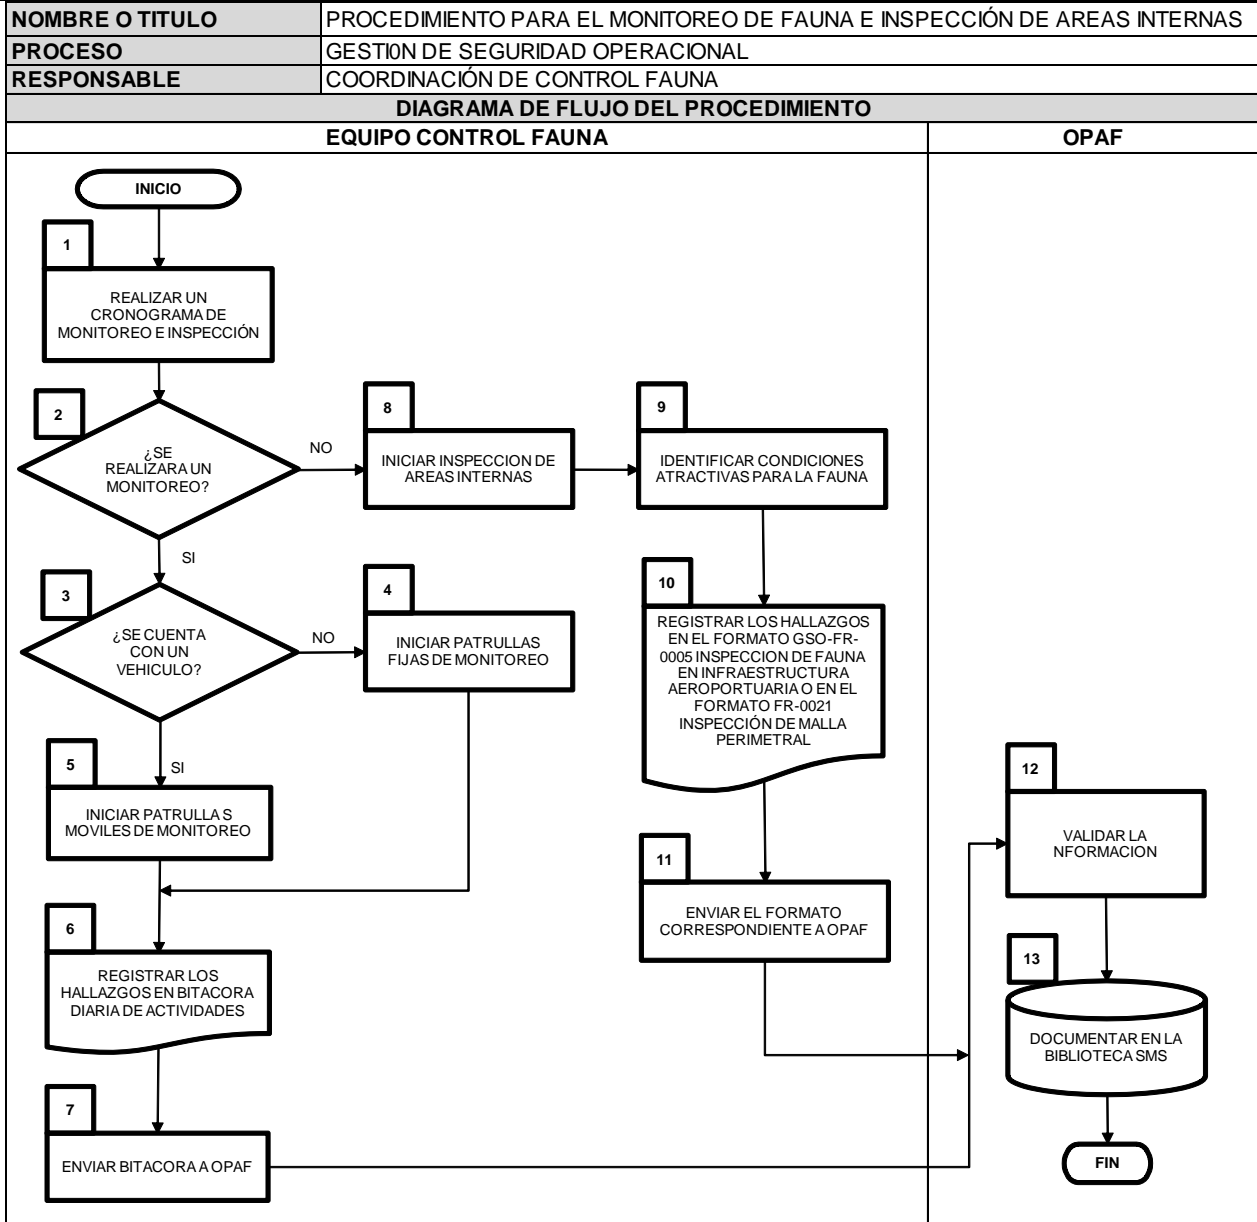 NOMBRE O TITULO PROCEDIMIENTO PARA EL MONITOREO DE FAUNA E INSPECCIÓN DE AREAS INTERNAS
PROCESO GESTI0N DE SEGURIDAD OPERACIONAL
RESPONSABLE COORDINACIÓN DE CONTROL FAUNA
DIAGRAMA DE FLUJO DEL PROCEDIMIENTO
EQUIPO CONTROL FAUNA OPAF
INICIO
1
REALIZAR UN
CRONOGRAMA DE
MONITOREO E INSPECCIÓN
2
¿SE
REALIZARA UN
MONITOREO?
NO
SI
8
INICIAR INSPECCION DE
AREAS INTERNAS
9
IDENTIFICAR CONDICIONES
ATRACTIVAS PARA LA FAUNA
3
¿SE CUENTA
CON UN
VEHICULO?
NO
SI
4
INICIAR PATRULLAS
FIJAS DE MONITOREO
10
REGISTRAR LOS HALLAZGOS
EN EL FORMATO GSO-FR-
0005 INSPECCION DE FAUNA
EN INFRAESTRUCTURA
AEROPORTUARIA O EN EL
FORMATO FR-0021
INSPECCIÓN DE MALLA
PERIMETRAL
5
INICIAR PATRULLA S
MOVILES DE MONITOREO
11
ENVIAR EL FORMATO
CORRESPONDIENTE A OPAF
12
VALIDAR LA
NFORMACION
6
REGISTRAR LOS
HALLAZGOS EN BITACORA
DIARIA DE ACTIVIDADES
13
DOCUMENTAR EN LA
BIBLIOTECA SMS
7
ENVIAR BITACORA A OPAF
FIN